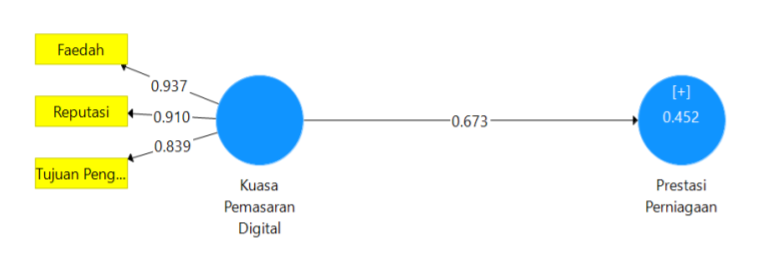 Faedah
0.937
Reputasi
0.910
Tujuan Peng...
0.839
Kuasa
Pemasaran
Digital
0.673
[+]
0.452
Prestasi
Perniagaan